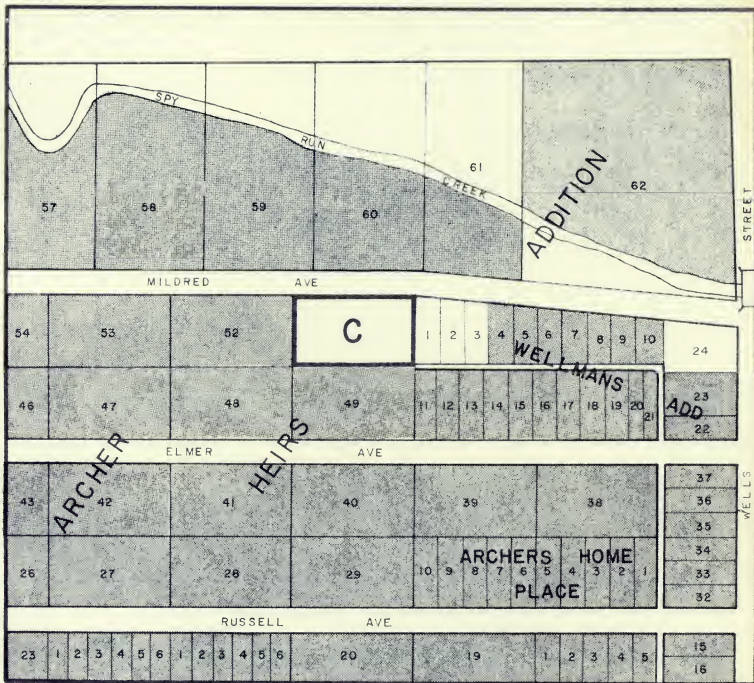 SPY RUN CREEK
61
ADDITION
62
STREET
57 58 59 60
MILDRED AVE
54 53 52 C 1 2 3 4 5 6 7 8 9 10 24
WELLMANS ADD
46 47 48 49 11 12 13 14 15 16 17 18 19 20 21 23
22
ELMER AVE
ARCHER HEIRS
WELLS
43 42 41 40 39 38 37
36
35
26 27 28 29 10 9 8 7 6 5 4 3 2 1 34
33
32
ARCHERS HOME
PLACE
RUSSELL AVE
23 1 2 3 4 5 6 1 2 3 4 5 6 20 19 1 2 3 4 5 15
16